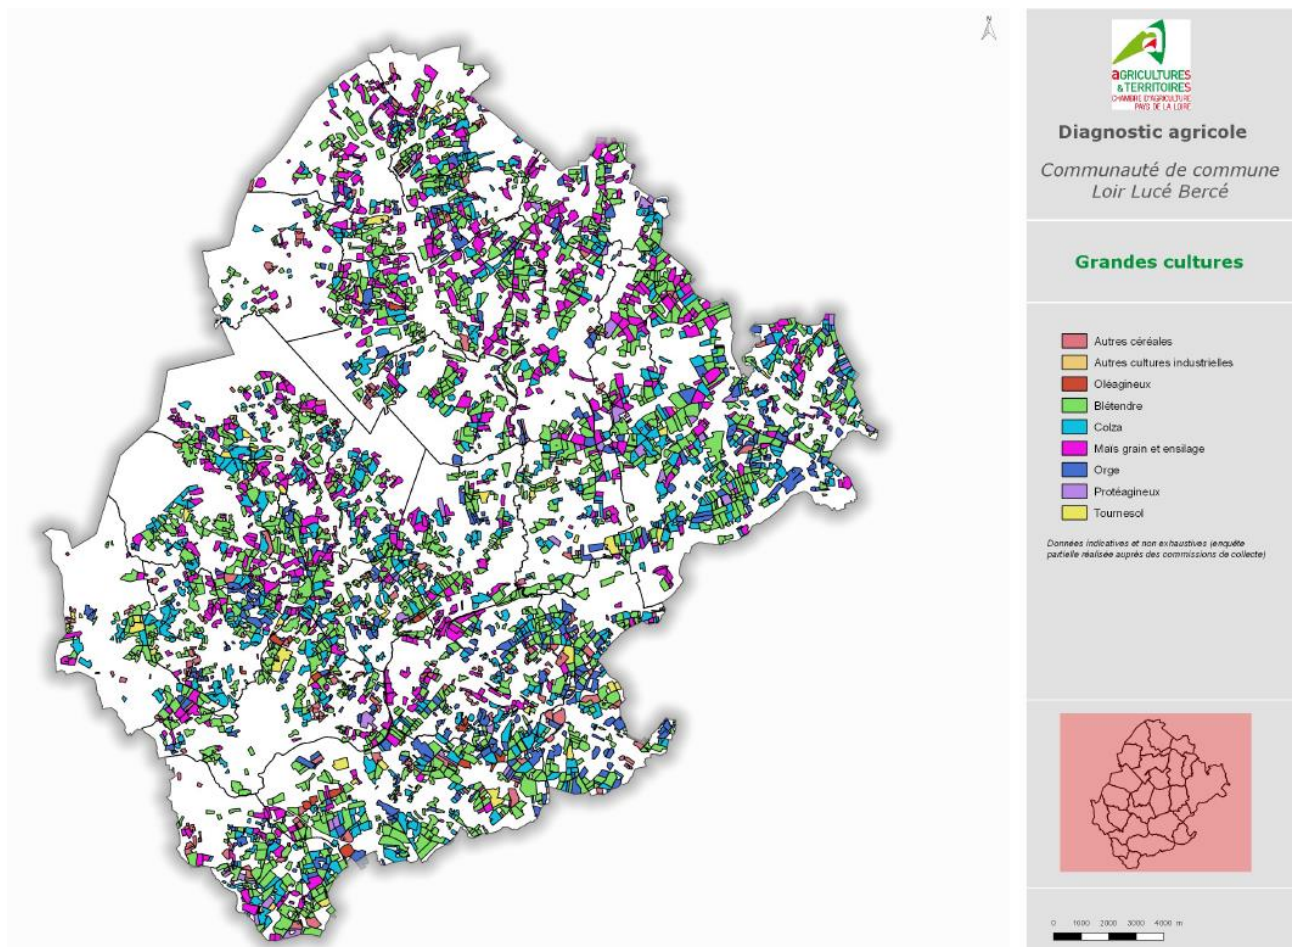 N
AGRICULTURES
& TERRITOIRES
CHAMBRE D'AGRICULTURE
PAYS DE LA LOIRE
Diagnostic agricole
Communauté de commune
Loir Lucé Bercé
Grandes cultures
Autres céréales
Autres cultures industrielles
Oléagineux
Blétendre
Colza
Maïs grain et ensilage
Orge
Protéagineux
Tournesol
Données indicatives et non exhaustives (enquête
partielle réalisée auprès des commissions de collecte)
0 1000 2000 3000 4000 m